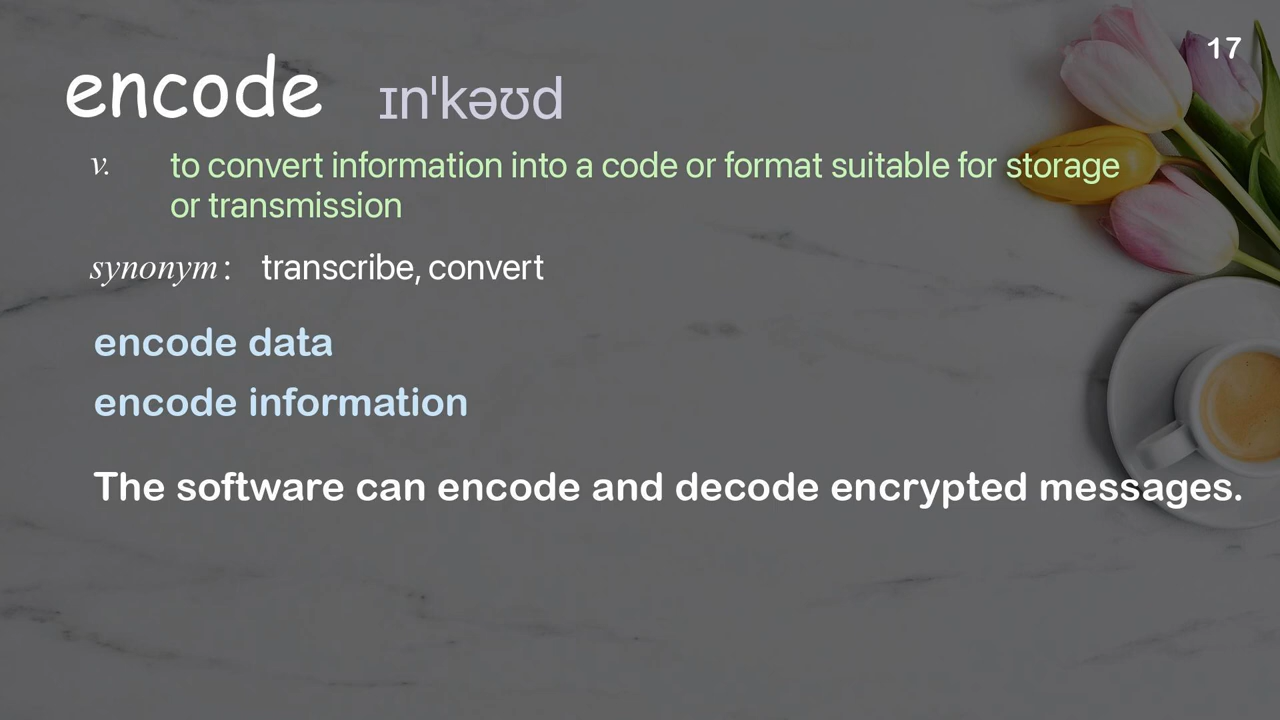 17
encode ɪnˈkəʊd
v. to convert information into a code or format suitable for storage
or transmission
synonym: transcribe, convert
encode data
encode information
The software can encode and decode encrypted messages.